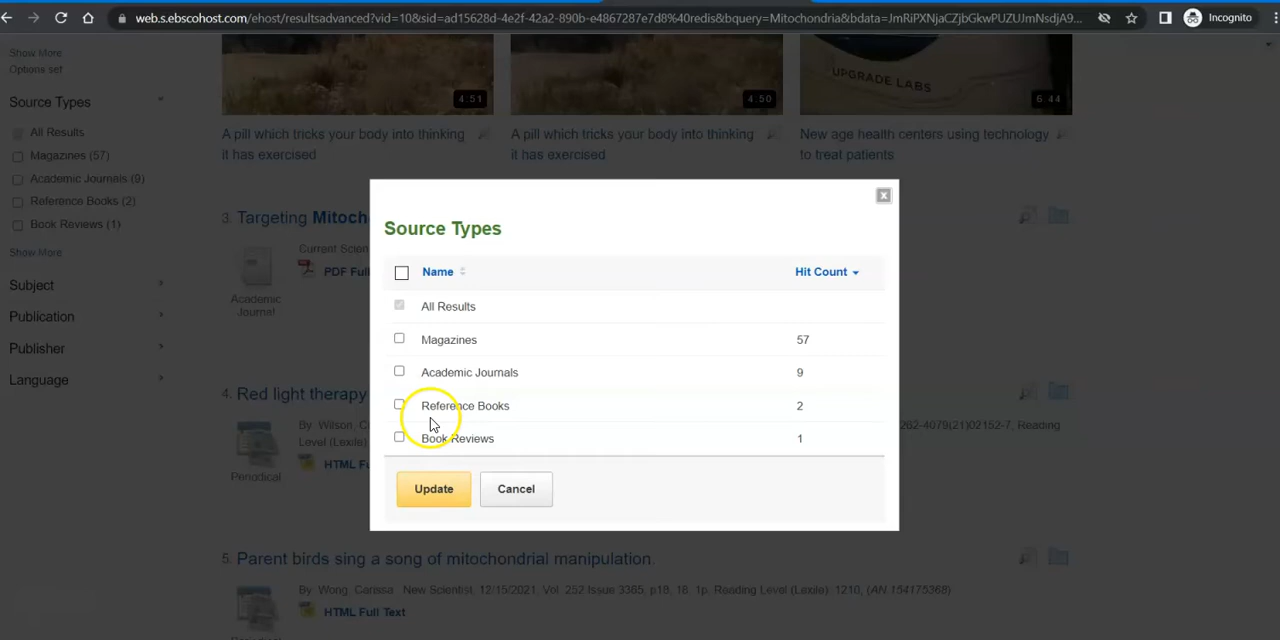 web.s.ebscohost.com/ehost/resultsadvanced?vid=10&sid=ad15628d-4e2f-42a2-890b-e4867287e7d8%40redis&bquery=Mitochondria&bdata=JmRiPXNjaCZjbGkwPUZUJmNsdjA9...
Incognito
Show More
Options set
Source Types
All Results
Magazines (57)
Academic Journals (9)
Reference Books (2)
Book Reviews (1)
Show More
Subject
Publication
Publisher
Language
UPGRADE LABS
4:51
4:50
6:44
A pill which tricks your body into thinking
it has exercised
A pill which tricks your body into thinking
it has exercised
New age health centers using technology
to treat patients
3. Targeting Mitoch
Current Scien
PDF Full
Academic
Journal
4. Red light therapy
By: Wilson, C
Level (Lexile)
262-4079(21)02152-7, Reading
HTML Fu
Periodical
5. Parent birds sing a song of mitochondrial manipulation.
By: Wong, Carissa. New Scientist. 12/15/2021. Vol. 252 Issue 3365, p18, 18. 1p. Reading Level (Lexile): 1210, (AN 154175368)
HTML Full Text
Source Types
Name
Hit Count
All Results
Magazines 57
Academic Journals 9
Reference Books 2
Book Reviews 1
Update
Cancel